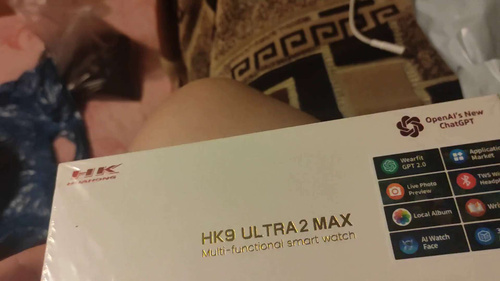 OpenAI's New
ChatGPT
HK
HK9 ULTRA 2 MAX
Multi-functional smart watch
Wearfit
GPT 2.0
Live Photo
Preview
Local Album
AI Watch
Face
Market
TWS